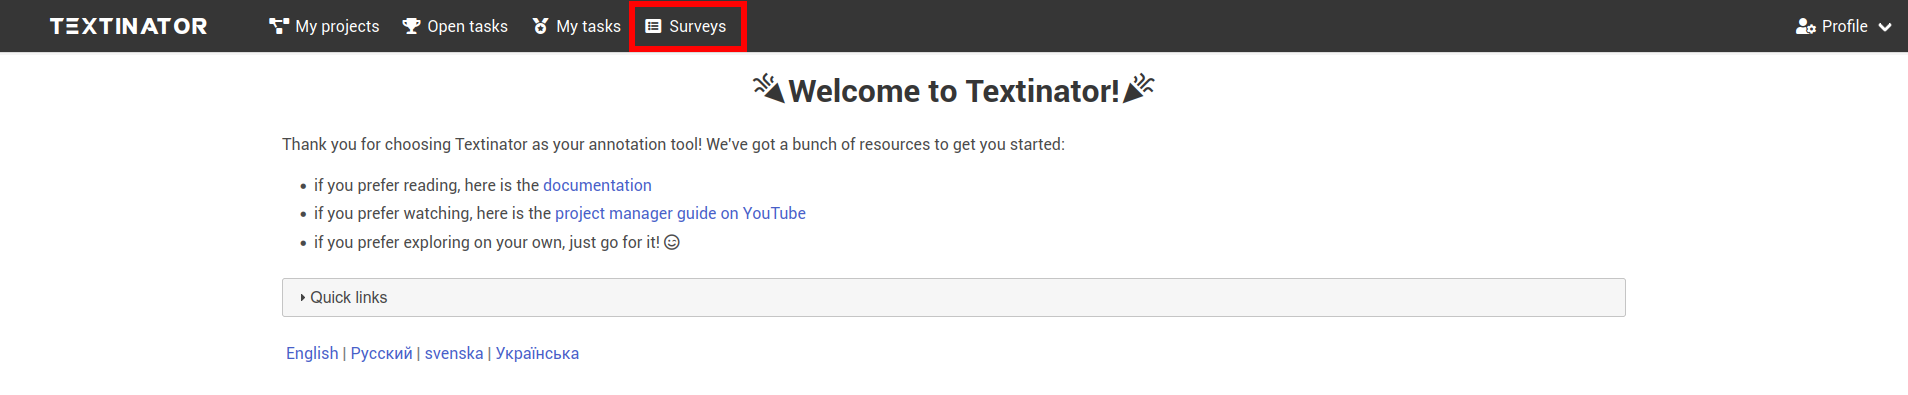 TEXTINATOR My projects Open tasks My tasks Surveys Profile
Welcome to Textinator!
Thank you for choosing Textinator as your annotation tool! We've got a bunch of resources to get you started:
if you prefer reading, here is the documentation
if you prefer watching, here is the project manager guide on YouTube
if you prefer exploring on your own, just go for it!
Quick links
English | Русский | svenska | Українська